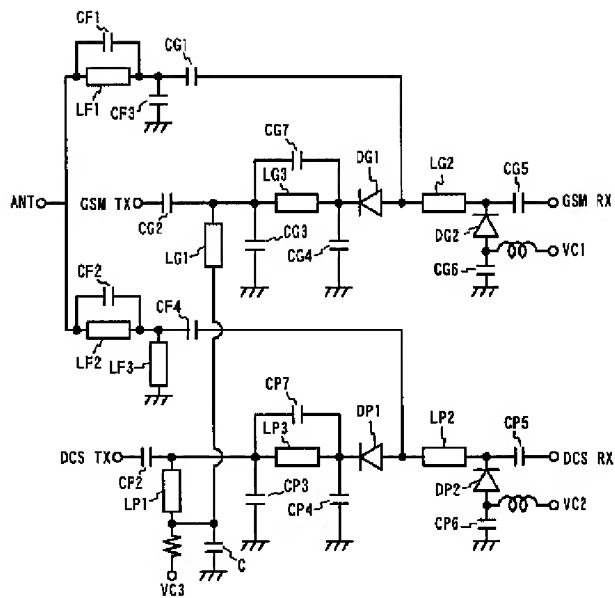 CF1
CG1
LF1
CF3
CG7
DG1
LG2
LG3
CG5
ANT
GSM TX
GSM RX
CG2
DG2
LG1
CG3
CG4
VC1
CG6
CF2
CF4
LF2
LF3
CP7
DP1
LP2
LP3
CP5
DCS TX
DCS RX
CP2
DP2
LP1
CP3
CP4
VC2
CP6
C
VC3